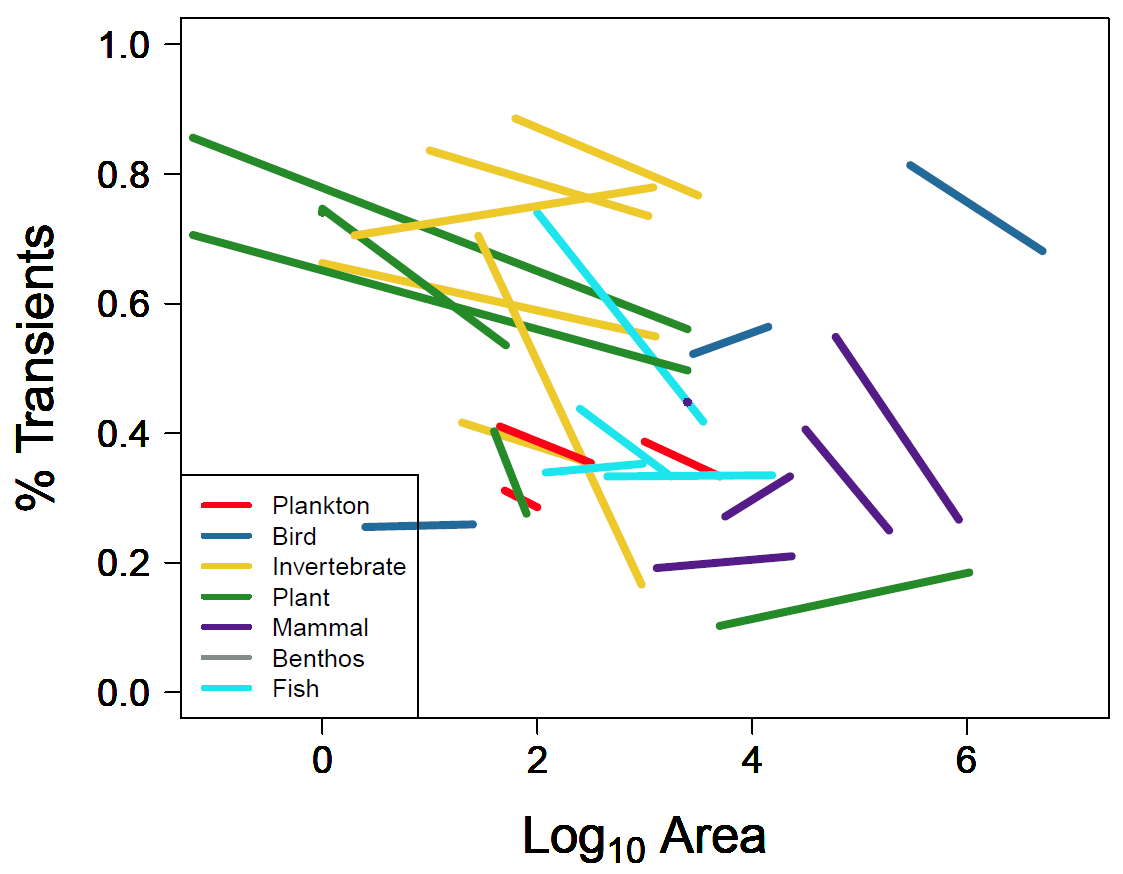 % Transients
1.0
0.8
0.6
0.4
0.2
0.0
Plankton
Bird
Invertebrate
Plant
Mammal
Benthos
Fish
0 2 4 6
Log10 Area